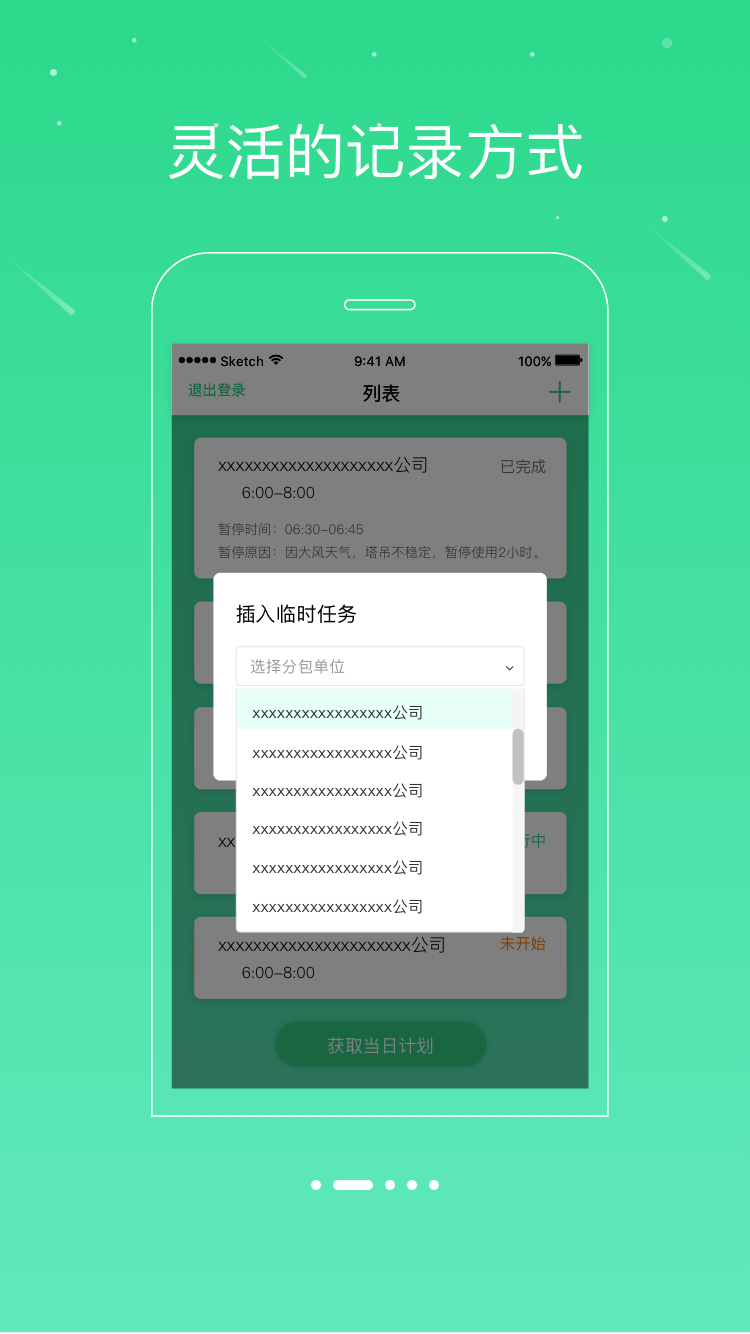 灵活的记录方式
Sketch 9:41 AM 100%
退出登录 列表
xxxxxxxxxxxxxxxxxxxx公司 已完成
6:00-8:00
暂停时间：06:30-06:45
暂停原因：因大风天气，塔吊不稳定，暂停使用2小时。
插入临时任务
选择分包单位
xxxxxxxxxxxxxxxxx公司
xxxxxxxxxxxxxxxxx公司
xxxxxxxxxxxxxxxxx公司
xx
xxxxxxxxxxxxxxxxx公司
行中
xxxxxxxxxxxxxxxxx公司
xxxxxxxxxxxxxxxxx公司
xxxxxxxxxxxxxxxxxxxxxx公司 未开始
6:00-8:00
获取当日计划